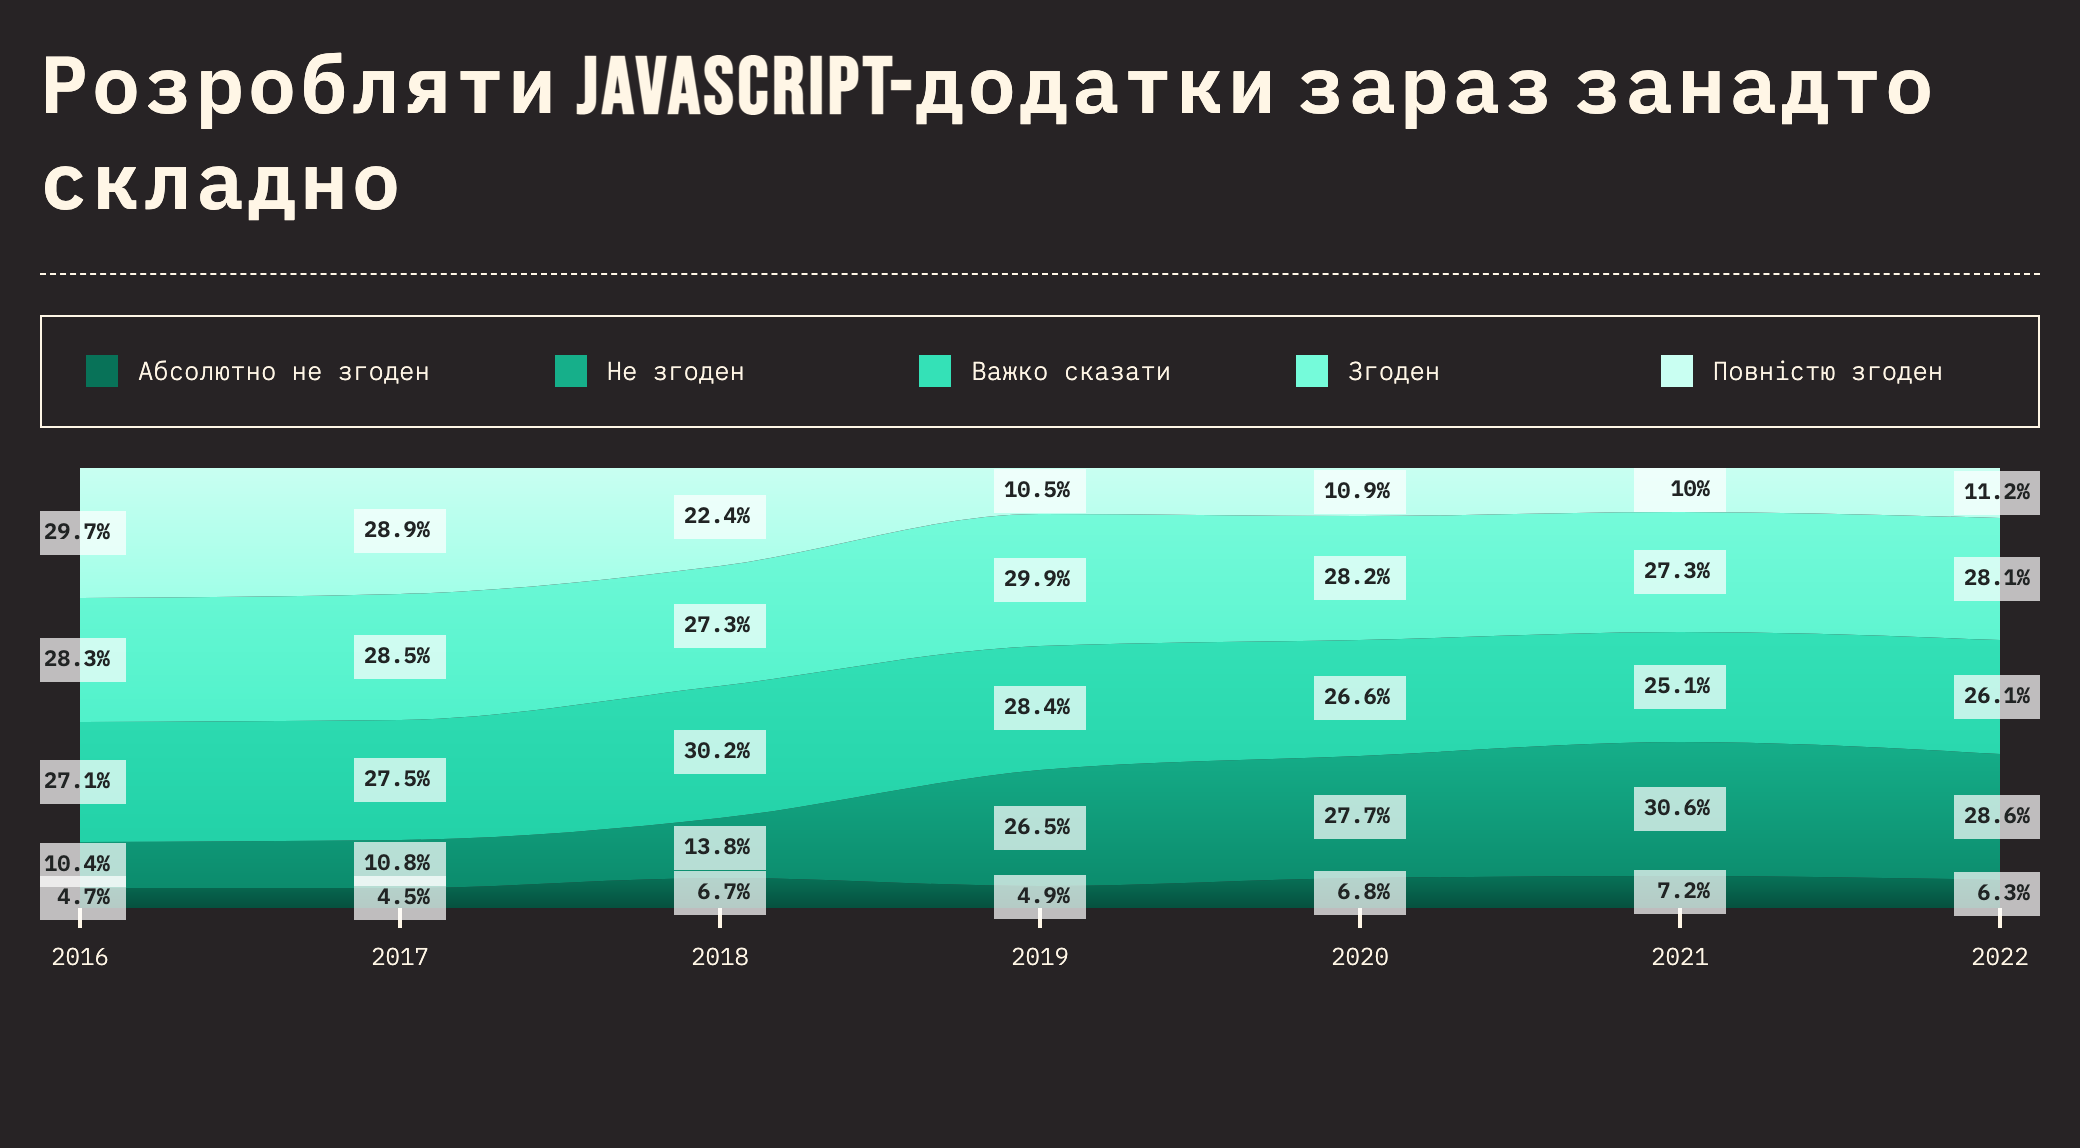 Розробляти JAVASCRIPT-додатки зараз занадто
складно
Абсолютно не згоден Не згоден Важко сказати Згоден Повністю згоден
29.7% 28.9% 22.4% 10.5% 10.9% 10% 11.2%
28.3% 28.5% 27.3% 29.9% 28.2% 27.3% 28.1%
27.1% 27.5% 30.2% 28.4% 26.6% 25.1% 26.1%
10.4% 10.8% 13.8% 26.5% 27.7% 30.6% 28.6%
4.7% 4.5% 6.7% 4.9% 6.8% 7.2% 6.3%
2016 2017 2018 2019 2020 2021 2022